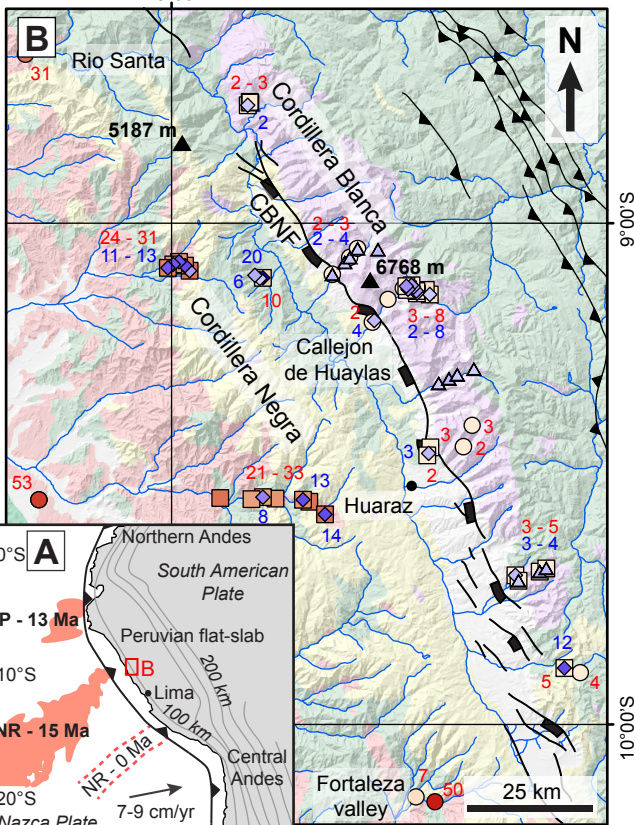 B
N
Rio Santa
31
2 - 3
2
5187 m
Cordillera Blanca
CBNF
9°00'S
24 - 31
11 - 13
20
6
10
2 - 3
2 - 4
6768 m
2
4
3 - 8
2 - 8
Cordillera Negra
Callejon
de Huaylas
3
3
3
2
2
53
21 - 33
13
8
14
Huaraz
3 - 5
3 - 4
12
5
4
10°00'S
Fortaleza
valley
7
50
25 km
A
0°S
Northern Andes
South American
Plate
P - 13 Ma
Peruvian flat-slab
10°S
B
200 km
Lima
100 km
NR - 15 Ma
NR - 0 Ma
Central
Andes
20°S
7-9 cm/yr
Nazca Plate